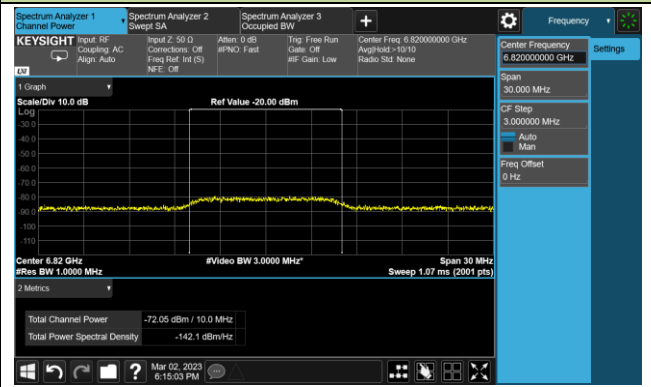 Spectrum Analyzer 1
Channel Power
Spectrum Analyzer 2
Swept SA
Spectrum Analyzer 3
Occupied BW
+
Frequency
KEYSIGHT
Input: RF
Coupling: AC
Align: Auto
Input Z: 50 Ω
Corrections: Off
Freq Ref: Int (S)
NFE: Off
Atten: 0 dB
#PNO: Fast
Trig: Free Run
Gate: Off
#IF Gain: Low
Center Freq: 6.820000000 GHz
Avg|Hold:>10/10
Radio Std: None
LXI
Center Frequency
6.820000000 GHz
Settings
Span
30.000 MHz
CF Step
3.000000 MHz
Auto
Man
Freq Offset
0 Hz
1 Graph
Scale/Div 10.0 dB
Ref Value -20.00 dBm
Log
-30.0
-40.0
-50.0
-60.0
-70.0
-80.0
-90.0
-100
-110
Center 6.82 GHz
#Video BW 3.0000 MHz*
Span 30 MHz
#Res BW 1.0000 MHz
Sweep 1.07 ms (2001 pts)
2 Metrics
Total Channel Power -72.05 dBm / 10.0 MHz
Total Power Spectral Density -142.1 dBm/Hz
?
Mar 02, 2023
6:15:03 PM